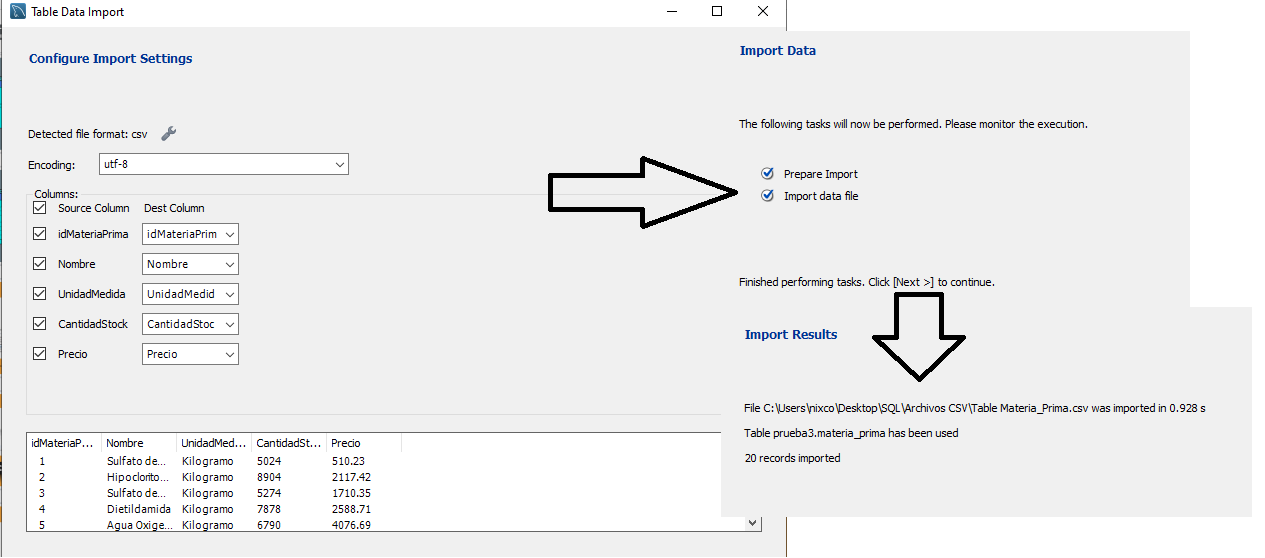 Table Data Import
Configure Import Settings
Detected file format: csv
Encoding: utf-8
Columns:
Source Column Dest Column
idMateriaPrima idMateriaPrim
Nombre Nombre
UnidadMedida UnidadMedid
CantidadStock CantidadStoc
Precio Precio
idMateriaP... Nombre UnidadMed... CantidadSt... Precio
1 Sulfato de... Kilogramo 5024 510.23
2 Hipoclorito... Kilogramo 8904 2117.42
3 Sulfato de... Kilogramo 5274 1710.35
4 Dietildamida Kilogramo 7878 2588.71
5 Agua Oxige... Kilogramo 6790 4076.69
Import Data
The following tasks will now be performed. Please monitor the execution.
Prepare Import
Import data file
Finished performing tasks. Click [Next >] to continue.
Import Results
File C:\Users\nixco\Desktop\SQL\Archivos CSV\Table Materia_Prima.csv was imported in 0.928 s
Table prueba3.materia_prima has been used
20 records imported